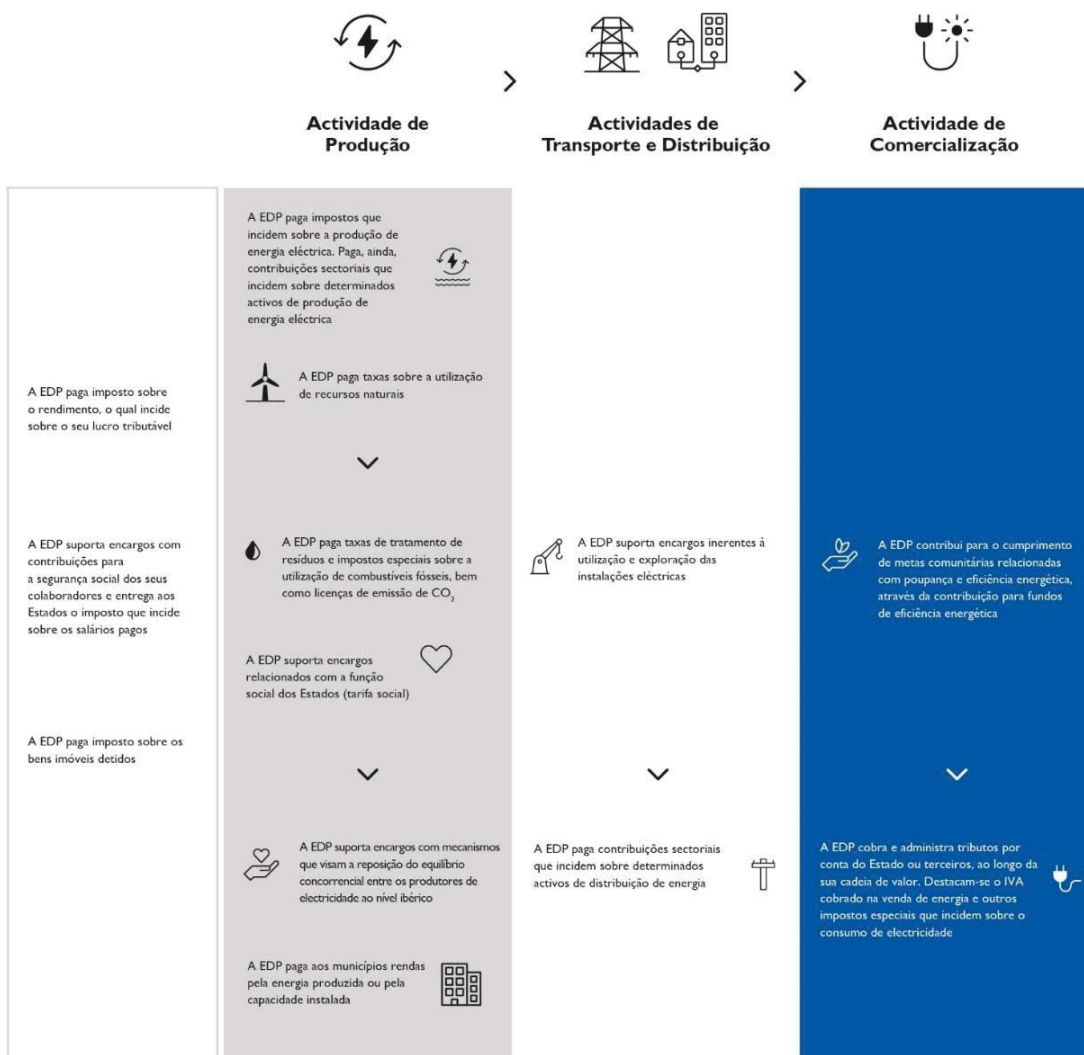 Actividade de
Produção
Actividades de
Transporte e Distribuição
Actividade de
Comercialização
A EDP paga imposto sobre
o rendimento, o qual incide
sobre o seu lucro tributável
A EDP suporta encargos com
contribuições para
a segurança social dos seus
colaboradores e entrega aos
Estados o imposto que incide
sobre os salários pagos
A EDP paga imposto sobre os
bens imóveis detidos
A EDP paga impostos que
incidem sobre a produção de
energia eléctrica. Paga, ainda,
contribuições sectoriais que
incidem sobre determinados
activos de produção de
energia eléctrica
A EDP paga taxas sobre a utilização
de recursos naturais
A EDP paga taxas de tratamento de
resíduos e impostos especiais sobre a
utilização de combustíveis fósseis, bem
como licenças de emissão de CO₂
A EDP suporta encargos
relacionados com a função
social dos Estados (tarifa social)
A EDP suporta encargos com mecanismos
que visam a reposição do equilíbrio
concorrencial entre os produtores de
electricidade ao nível ibérico
A EDP paga aos municípios rendas
pela energia produzida ou pela
capacidade instalada
A EDP suporta encargos inerentes à
utilização e exploração das
instalações eléctricas
A EDP paga contribuições sectoriais
que incidem sobre determinados
activos de distribuição de energia
A EDP contribui para o cumprimento
de metas comunitárias relacionadas
com poupança e eficiência energética,
através da contribuição para fundos
de eficiência energética
A EDP cobra e administra tributos por
conta do Estado ou terceiros, ao longo da
sua cadeia de valor. Destacam-se o IVA
cobrado na venda de energia e outros
impostos especiais que incidem sobre o
consumo de electricidade